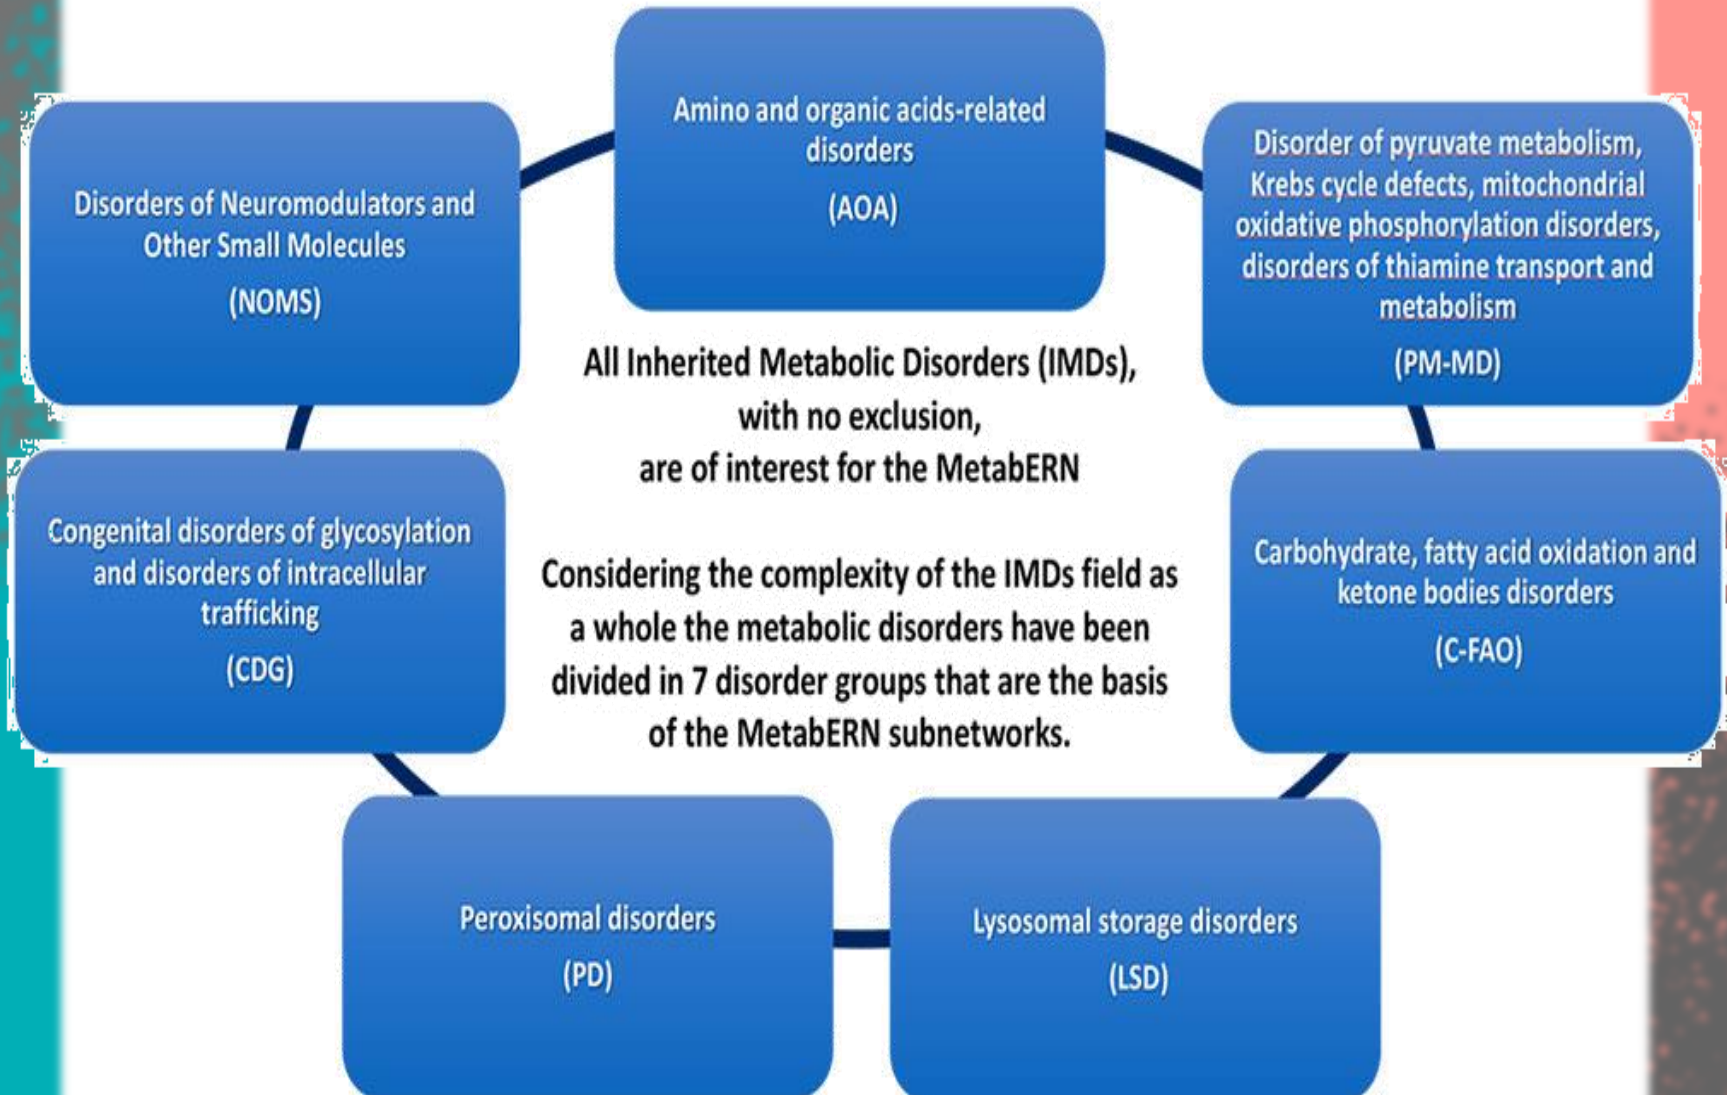 Amino and organic acids-related
disorders
(AOA)
Disorder of pyruvate metabolism,
Krebs cycle defects, mitochondrial
oxidative phosphorylation disorders,
disorders of thiamine transport and
metabolism
(PM-MD)
Carbohydrate, fatty acid oxidation and
ketone bodies disorders
(C-FAO)
Lysosomal storage disorders
(LSD)
Peroxisomal disorders
(PD)
Congenital disorders of glycosylation
and disorders of intracellular
trafficking
(CDG)
Disorders of Neuromodulators and
Other Small Molecules
(NOMS)
All Inherited Metabolic Disorders (IMDs),
with no exclusion,
are of interest for the MetabERN
Considering the complexity of the IMDs field as
a whole the metabolic disorders have been
divided in 7 disorder groups that are the basis
of the MetabERN subnetworks.